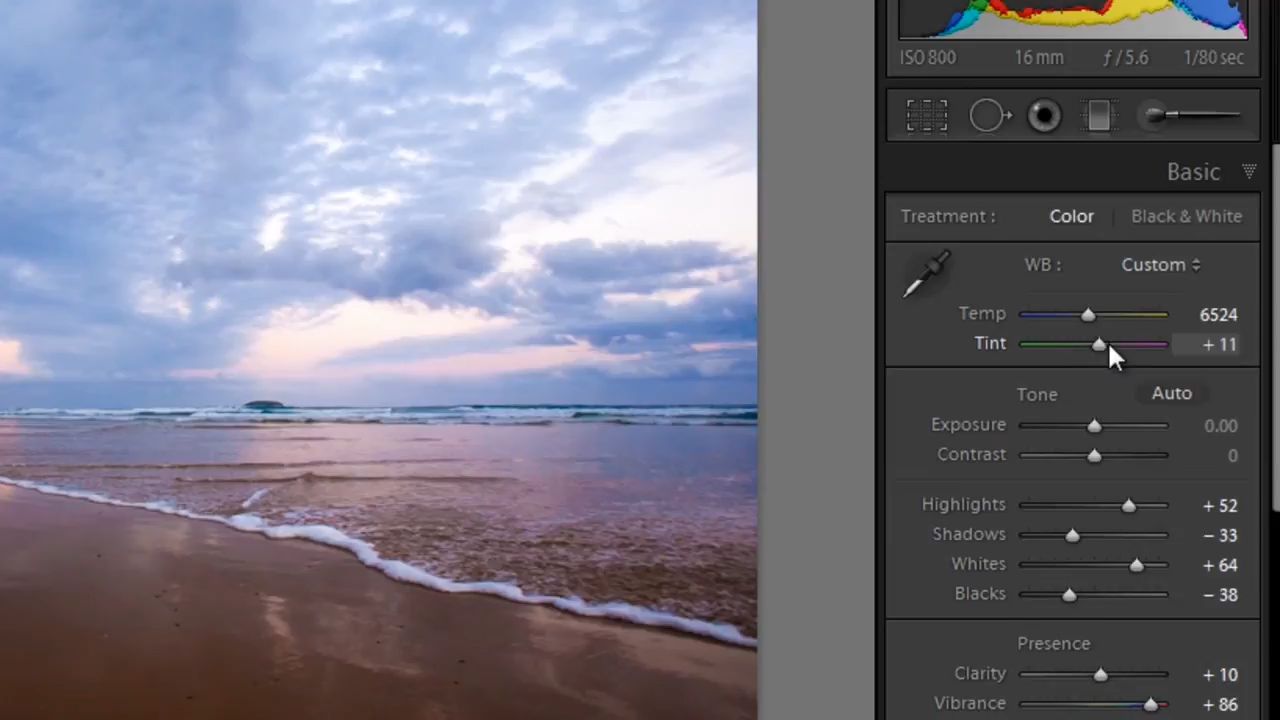 ISO 800 16 mm ƒ / 5.6 1/80 sec
Basic
Treatment : Color Black & White
WB : Custom
Temp 6524
Tint + 11
Tone Auto
Exposure 0.00
Contrast 0
Highlights + 52
Shadows − 33
Whites + 64
Blacks − 38
Presence
Clarity + 10
Vibrance + 86